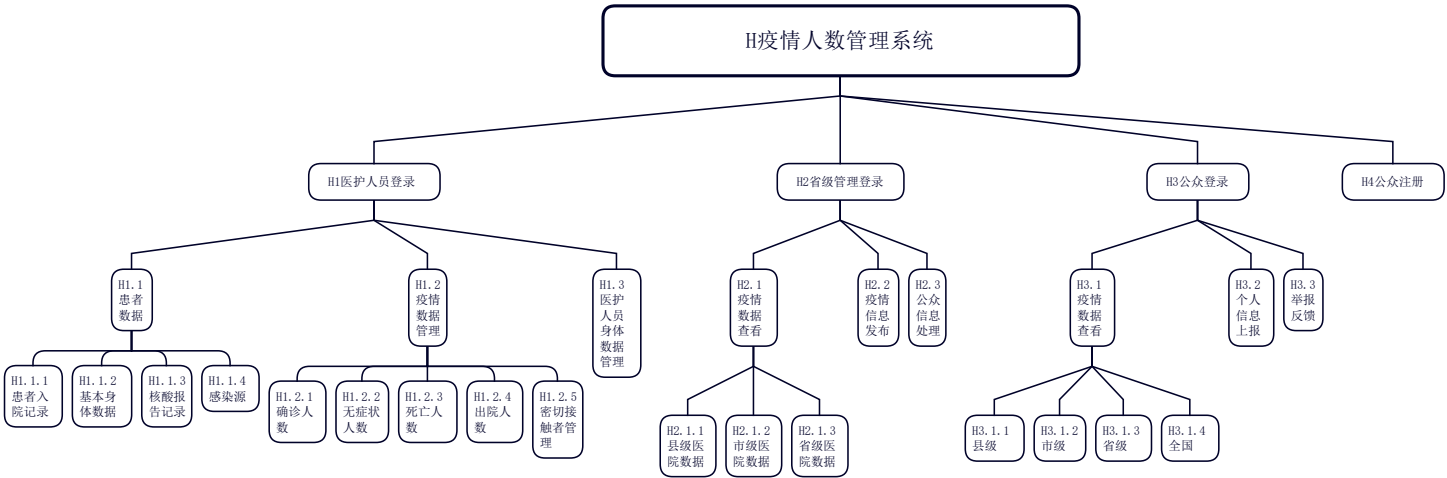 H疫情人数管理系统
H1医护人员登录
H2省级管理登录
H3公众登录
H4公众注册
H1.1
患者
数据
H1.2
疫情
数据
管理
H1.3
医护
人员
身体
数据
管理
H2.1
疫情
数据
查看
H2.2
疫情
信息
发布
H2.3
公众
信息
处理
H3.1
疫情
数据
查看
H3.2
个人
信息
上报
H3.3
举报
反馈
H1.1.1
患者入
院记录
H1.1.2
基本身
体数据
H1.1.3
核酸报
告记录
H1.1.4
感染源
H1.2.1
确诊人
数
H1.2.2
无症状
人数
H1.2.3
死亡人
数
H1.2.4
出院人
数
H1.2.5
密切接
触者管
理
H2.1.1
县级医
院数据
H2.1.2
市级医
院数据
H2.1.3
省级医
院数据
H3.1.1
县级
H3.1.2
市级
H3.1.3
省级
H3.1.4
全国